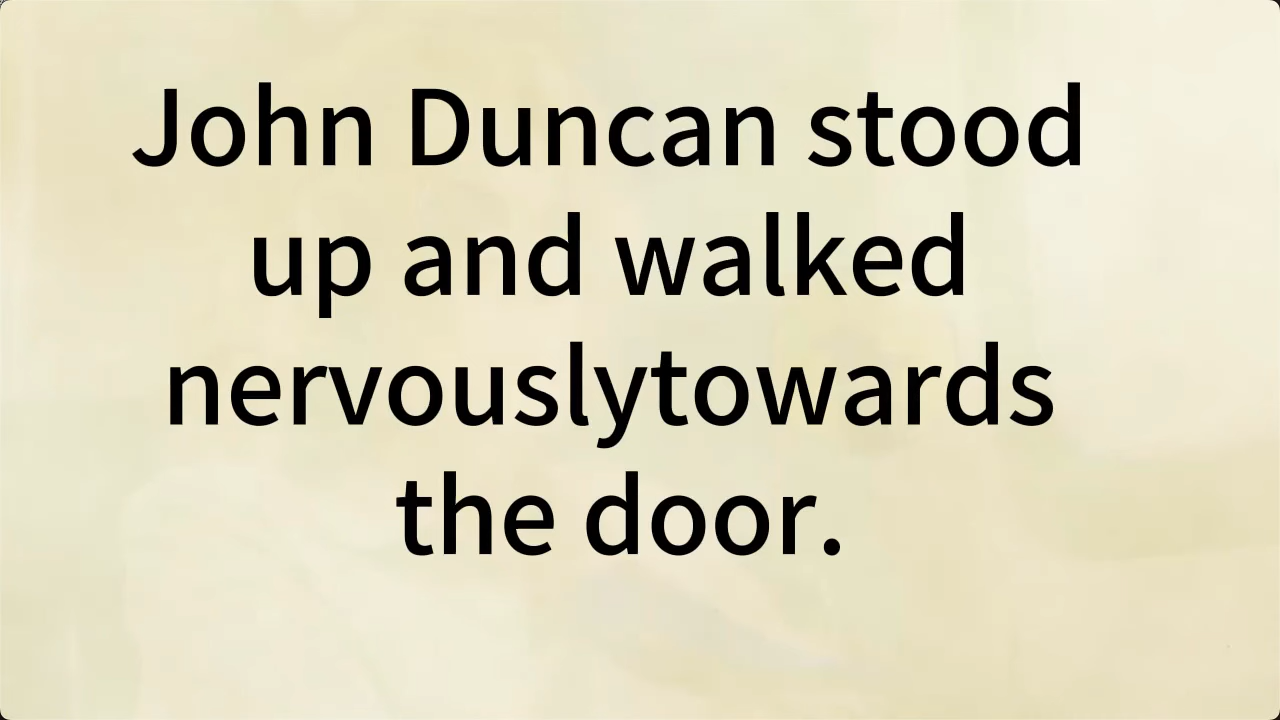 John Duncan stood
up and walked
nervouslytowards
the door.